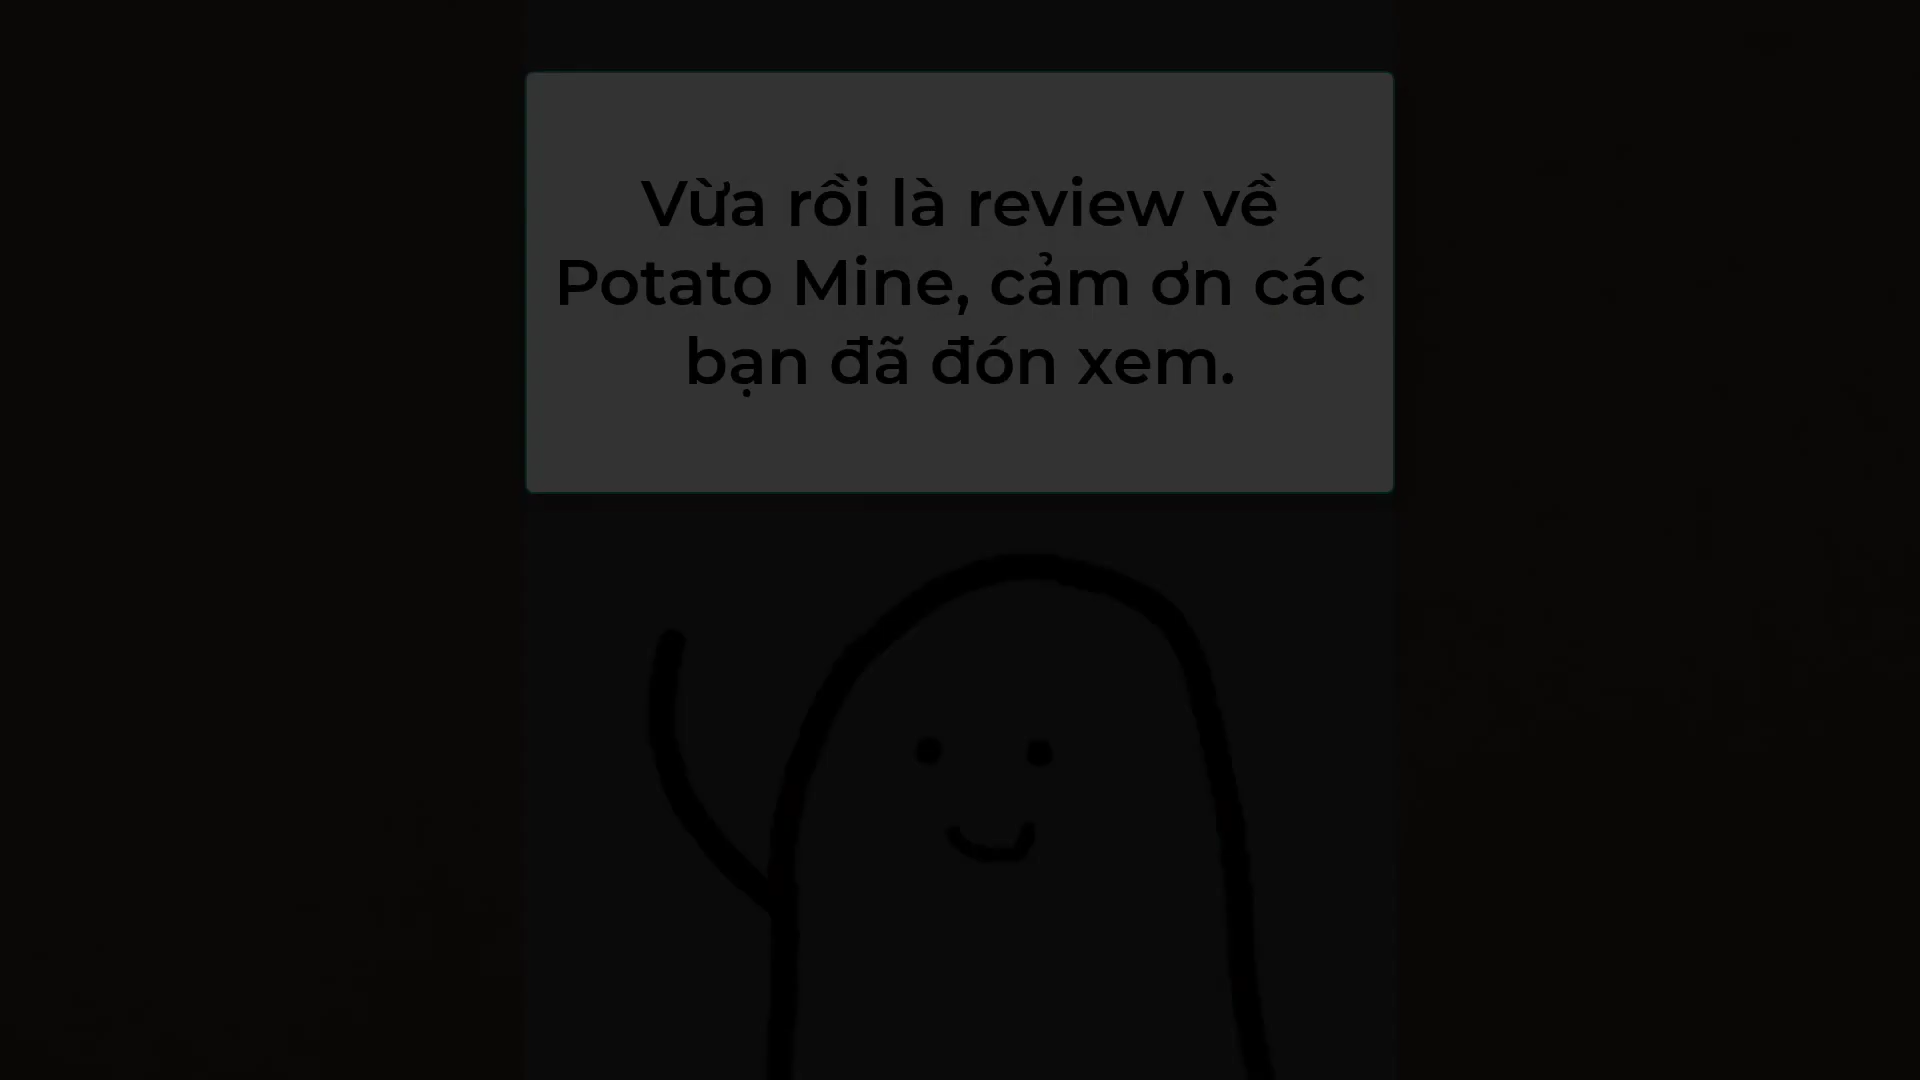 Vừa rồi là review về
Potato Mine, cảm ơn các
bạn đã đón xem.